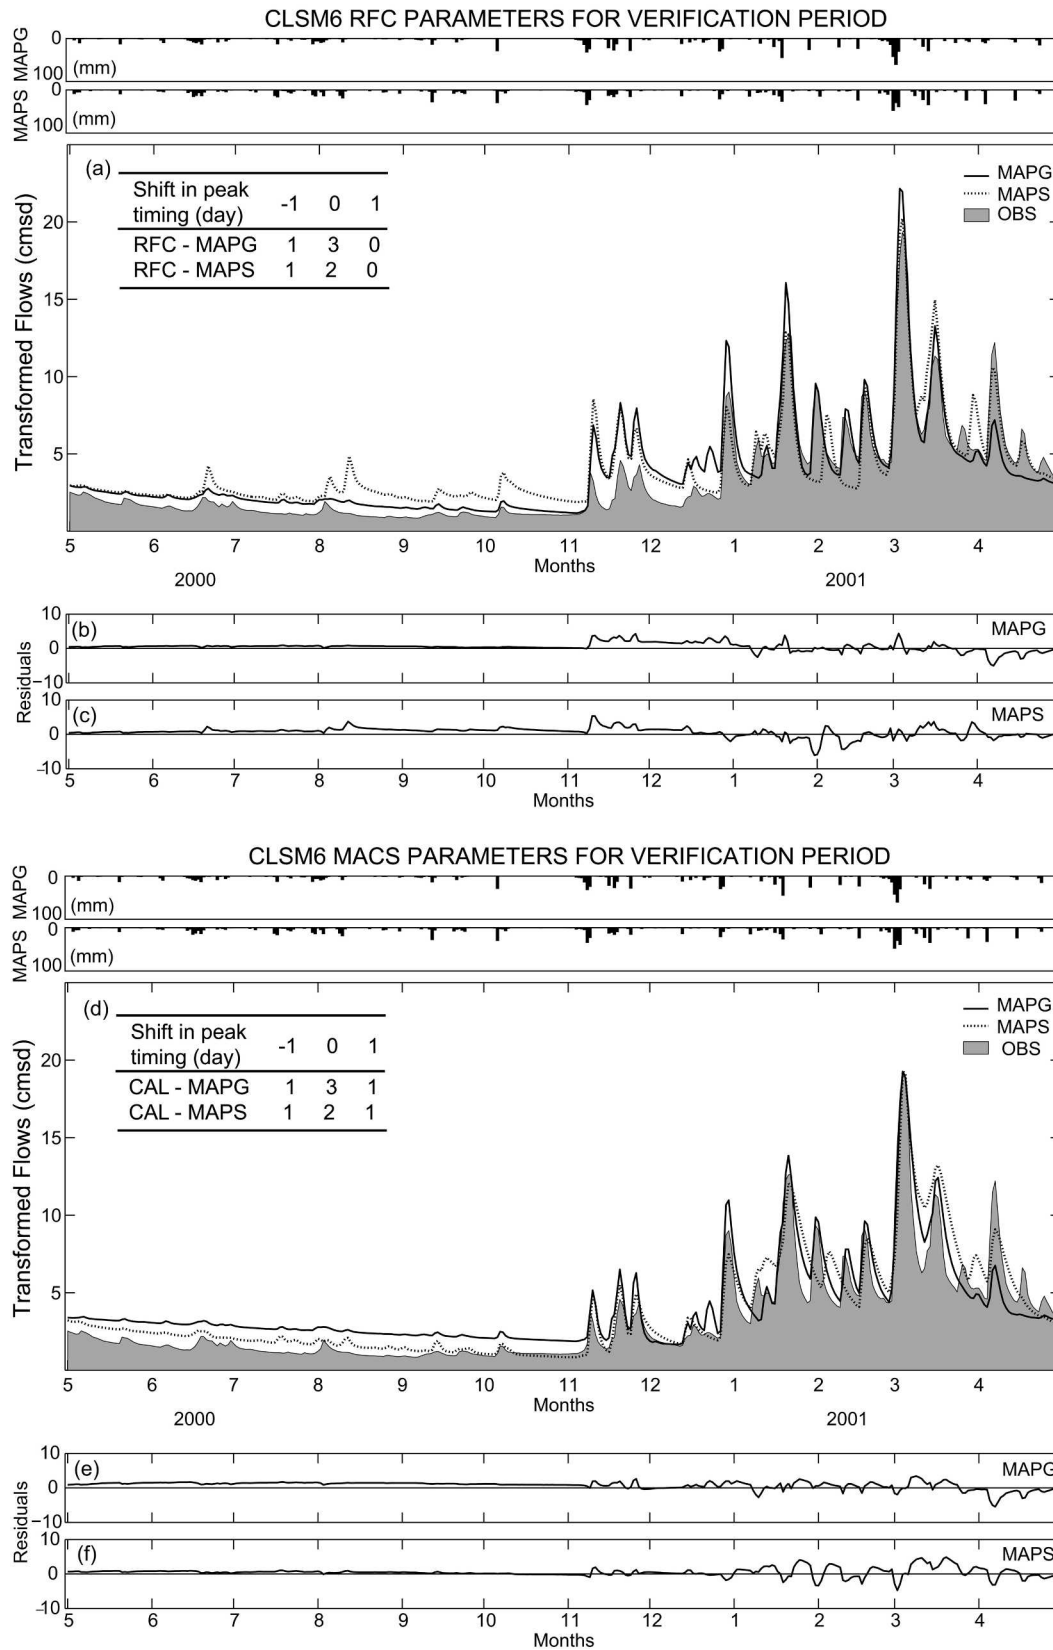 CLSM6 RFC PARAMETERS FOR VERIFICATION PERIOD
MAPG
0
100
(mm)
MAPS
0
100
(mm)
(a)
Shift in peak timing (day) -1 0 1
RFC - MAPG 1 3 0
RFC - MAPS 1 2 0
MAPG
MAPS
OBS
Transformed Flows (cmsd)
20
15
10
5
5 6 7 8 9 10 11 12 1 2 3 4
Months
2000 2001
Residuals
10
0
−10
(b)
MAPG
10
0
-10
(c)
MAPS
5 6 7 8 9 10 11 12 1 2 3 4
Months
CLSM6 MACS PARAMETERS FOR VERIFICATION PERIOD
MAPG
0
100
(mm)
MAPS
0
100
(mm)
(d)
Shift in peak timing (day) -1 0 1
CAL - MAPG 1 3 1
CAL - MAPS 1 2 1
MAPG
MAPS
OBS
Transformed Flows (cmsd)
20
15
10
5
5 6 7 8 9 10 11 12 1 2 3 4
Months
2000 2001
Residuals
10
0
−10
(e)
MAPG
10
0
-10
(f)
MAPS
5 6 7 8 9 10 11 12 1 2 3 4
Months